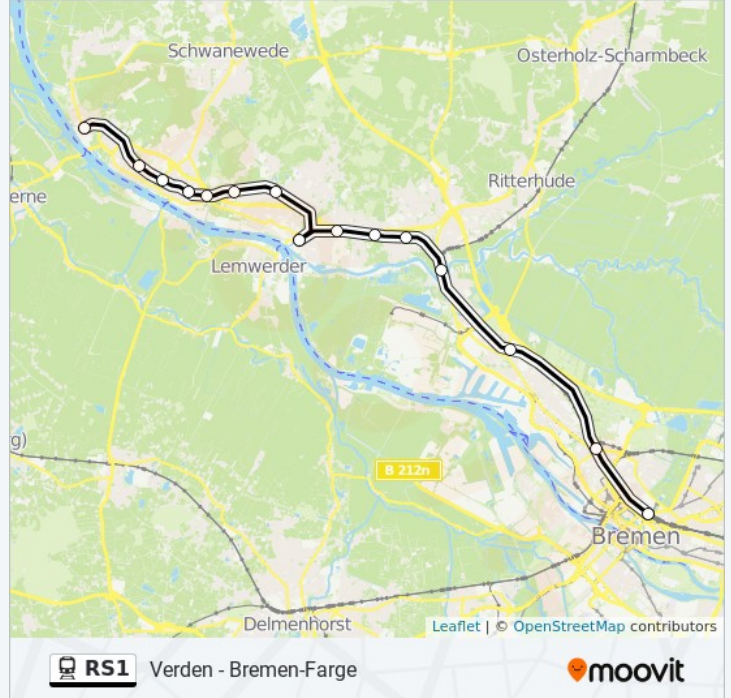 Schwanewede
Osterholz-Scharmbeck
Ritterhude
erne
Lemwerder
g)
B 212n
Bremen
Delmenhorst
Leaflet | © OpenStreetMap contributors
RS1 Verden - Bremen-Farge
moovit